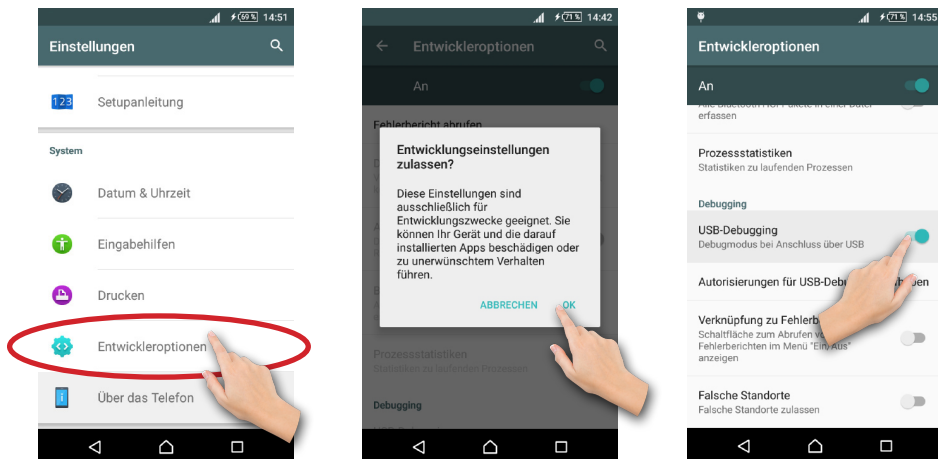 69 % 14:51
Einstellungen
123
Setupanleitung
System
Datum & Uhrzeit
Eingabehilfen
Drucken
Entwickleroptionen
Über das Telefon
71 % 14:42
Entwickleroptionen
An
Fehlerbericht abrufen
Entwicklungseinstellungen
zulassen?
Diese Einstellungen sind
ausschließlich für
Entwicklungszwecke geeignet. Sie
können Ihr Gerät und die darauf
installierten Apps beschädigen oder
zu unerwünschtem Verhalten
führen.
ABBRECHEN OK
Prozessstatistiken
Statistiken zu laufenden Prozessen
Debugging
71 % 14:55
Entwickleroptionen
An
erfassen
Prozessstatistiken
Statistiken zu laufenden Prozessen
Debugging
USB-Debugging
Debugmodus bei Anschluss über USB
Autorisierungen für USB-Debu
Verknüpfung zu Fehlerb
Schaltfläche zum Abrufen vo
Fehlerberichten im Menü "Ein/Aus"
anzeigen
Falsche Standorte
Falsche Standorte zulassen